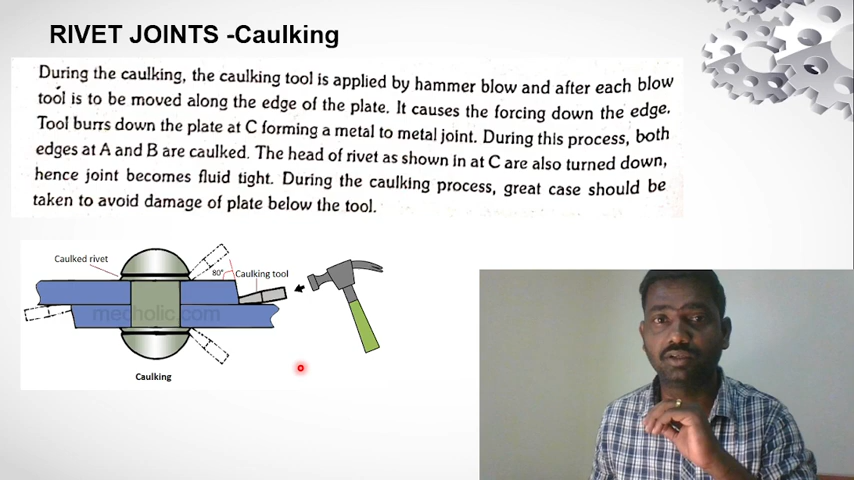 RIVET JOINTS -Caulking
During the caulking, the caulking tool is applied by hammer blow and after each blow
tool is to be moved along the edge of the plate. It causes the forcing down the edge.
Tool burrs down the plate at C forming a metal to metal joint. During this process, both
edges at A and B are caulked. The head of rivet as shown in at C are also turned down,
hence joint becomes fluid tight. During the caulking process, great case should be
taken to avoid damage of plate below the tool.
Caulked rivet
80°
Caulking tool
mecholic.com
Caulking